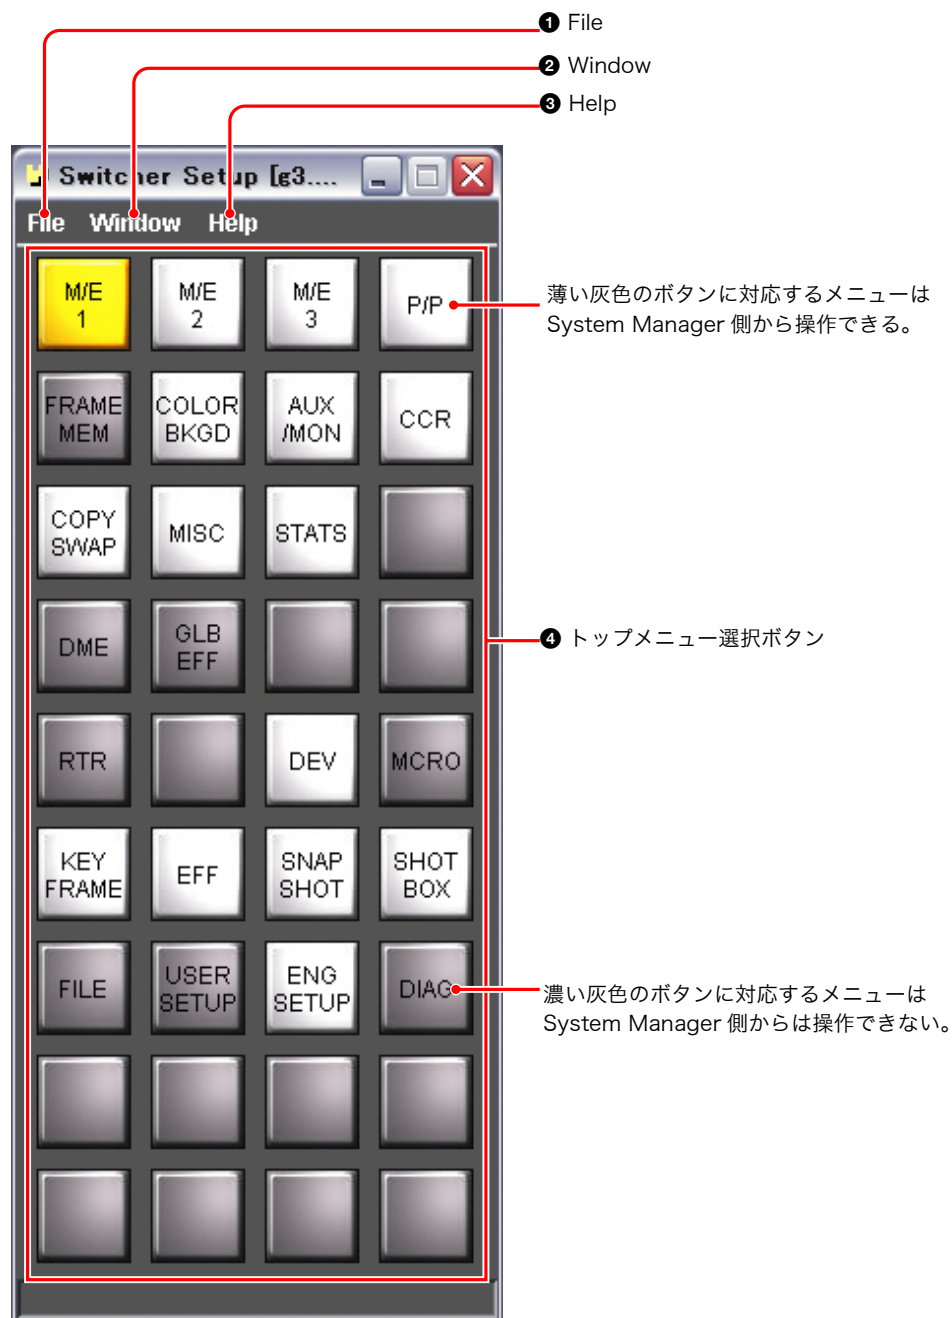 ❶ File
❷ Window
❸ Help
Switcher Setup [g3....
File Window Help
M/E
1
M/E
2
M/E
3
P/P
薄い灰色のボタンに対応するメニューは
System Manager 側から操作できる。
FRAME
MEM
COLOR
BKGD
AUX
/MON
CCR
COPY
SWAP
MISC
STATS
DME
GLB
EFF
❹ トップメニュー選択ボタン
RTR
DEV
MCRO
KEY
FRAME
EFF
SNAP
SHOT
SHOT
BOX
FILE
USER
SETUP
ENG
SETUP
DIAG
濃い灰色のボタンに対応するメニューは
System Manager 側からは操作できない。